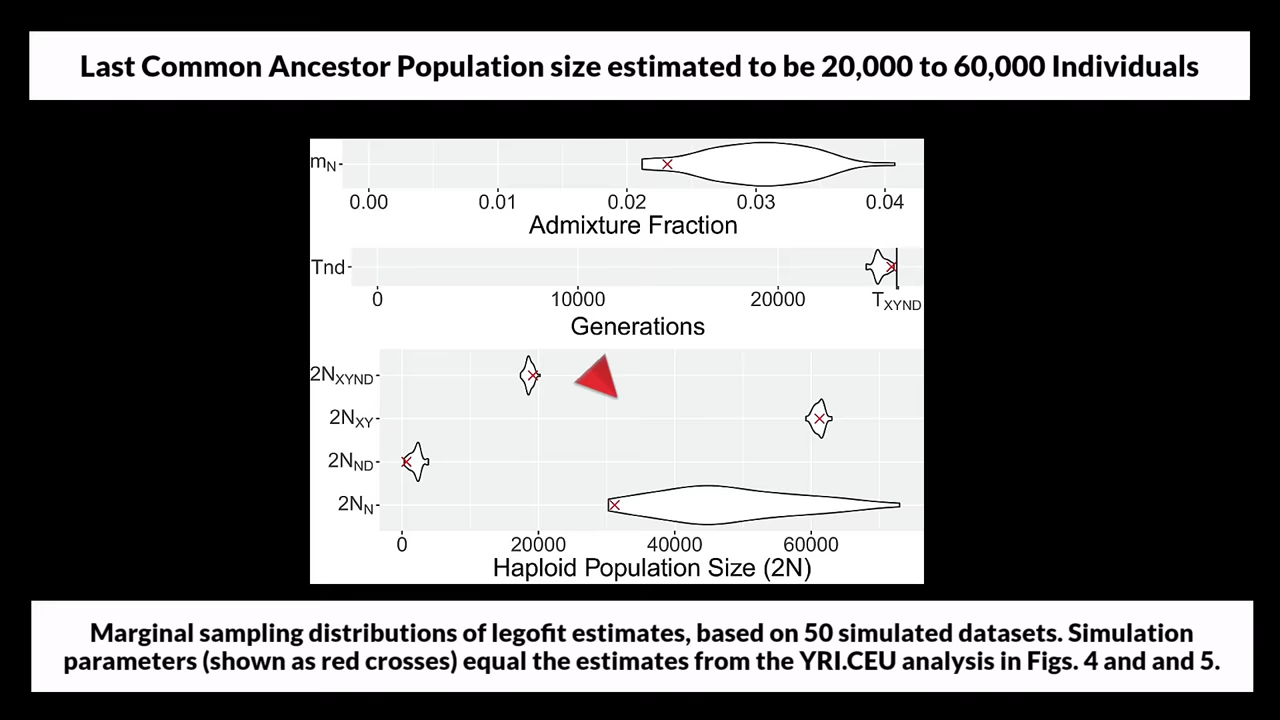 Last Common Ancestor Population size estimated to be 20,000 to 60,000 Individuals
mN
0.00 0.01 0.02 0.03 0.04
Admixture Fraction
Tnd
0 10000 20000 TXYND
Generations
2NXYND
2NXY
2NND
2NN
0 20000 40000 60000
Haploid Population Size (2N)
Marginal sampling distributions of legofit estimates, based on 50 simulated datasets. Simulation
parameters (shown as red crosses) equal the estimates from the YRI.CEU analysis in Figs. 4 and and 5.